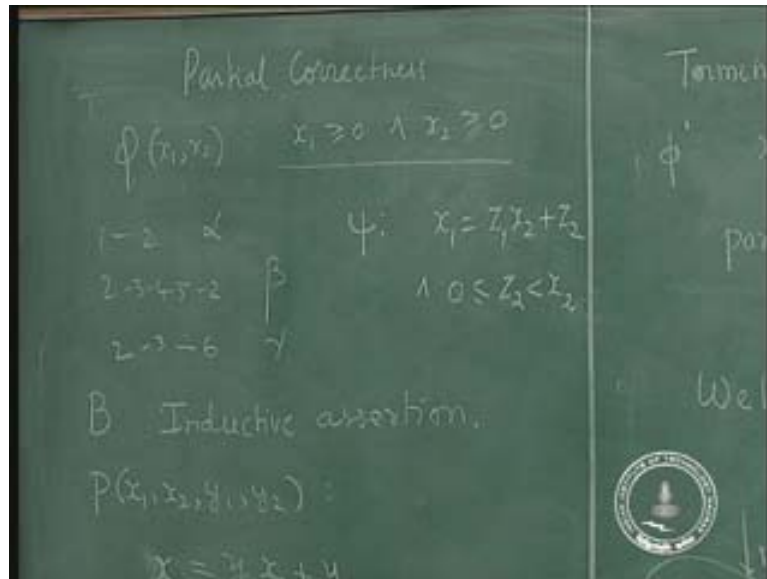 Partial Correctness
φ(x₁,x₂) x₁ ≥ 0 ∧ x₂ ≥ 0
1-2 α
ψ: x₁ = Z₁x₂+Z₂
2-3-4-5-2 β
∧ 0 ≤ Z₂ < x₂
2-3-6 γ
B Inductive assertion.
P(x₁,x₂,y₁,y₂) :
Termin
φ'
par
Wel